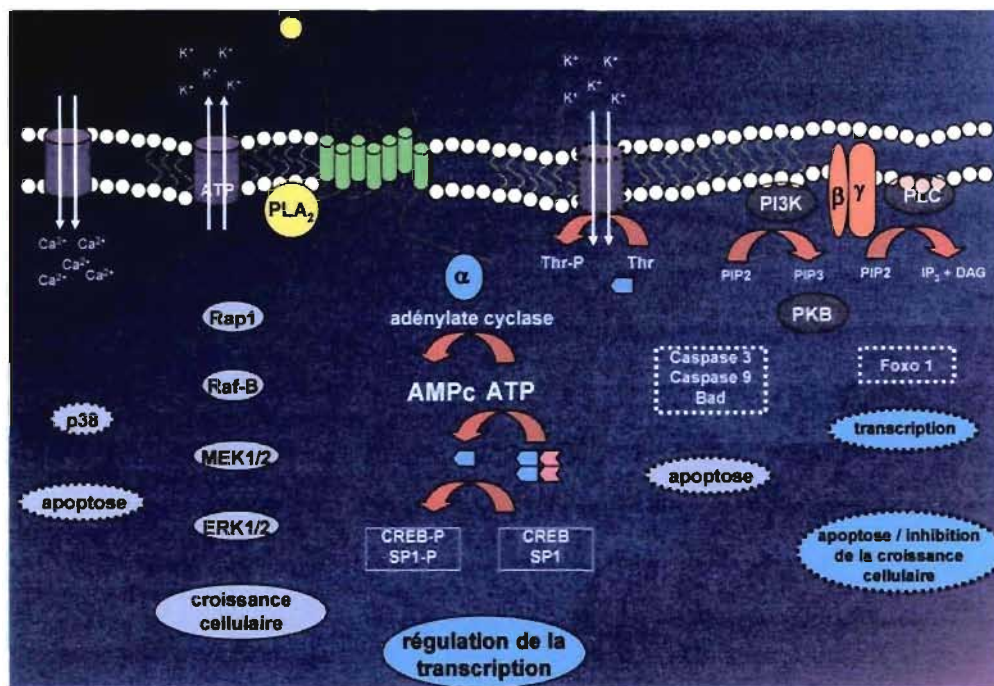 K⁺ K⁺
K⁺ K⁺
K⁺ K⁺
K⁺ K⁺
K⁺ K⁺
ATP
PLA₂
PI3K
β
γ
PLC
Ca²⁺ Ca²⁺
Ca²⁺
Ca²⁺ Ca²⁺
Thr-P
Thr
PIP2
PIP3
PIP2
IP₃ + DAG
α
adénylate cyclase
PKB
Rap1
Raf-B
MEK1/2
ERK1/2
croissance
cellulaire
p38
apoptose
AMPc ATP
CREB-P
SP1-P
CREB
SP1
régulation de la
transcription
Caspase 3
Caspase 9
Bad
apoptose
Foxo 1
transcription
apoptose / inhibition
de la croissance
cellulaire